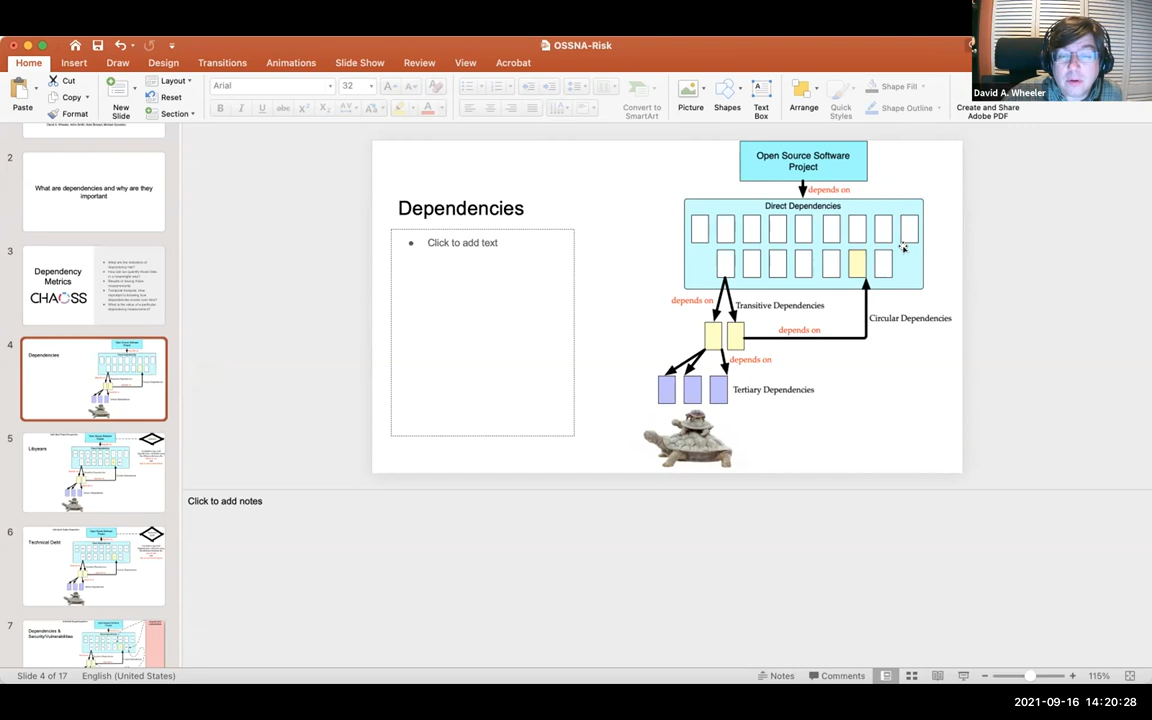 OSSNA-Risk
Home Insert Draw Design Transitions Animations Slide Show Review View Acrobat
David A. Wheeler
Paste
Cut
Copy
Format
New
Slide
Layout
Reset
Section
Arial
32
Convert to
SmartArt
Picture
Shapes
Text
Box
Arrange
Quick
Styles
Shape Fill
Shape Outline
Create and Share
Adobe PDF
2
What are dependencies and why are they
important
3
Dependency
Metrics
CHAOSS
4
Dependencies
5
Libyears
6
Technical Debt
7
Dependencies &
Security/Vulnerabilities
Dependencies
• Click to add text
Open Source Software
Project
depends on
Direct Dependencies
depends on
Transitive Dependencies
depends on
Circular Dependencies
depends on
Tertiary Dependencies
Click to add notes
Slide 4 of 17 English (United States)
Notes Comments 115%
2021-09-16 14:20:28